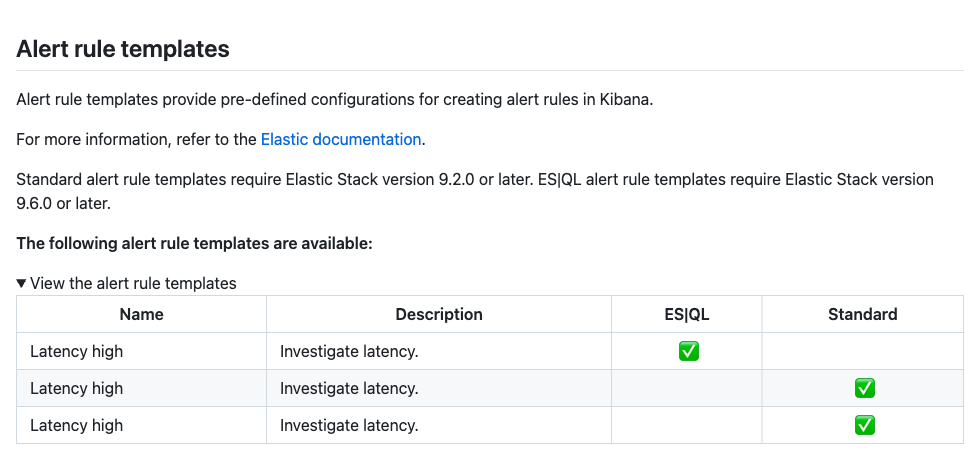 Alert rule templates
Alert rule templates provide pre-defined configurations for creating alert rules in Kibana.
For more information, refer to the Elastic documentation.
Standard alert rule templates require Elastic Stack version 9.2.0 or later. ES|QL alert rule templates require Elastic Stack version
9.6.0 or later.
The following alert rule templates are available:
▼ View the alert rule templates
Name Description ES|QL Standard
Latency high Investigate latency. ✅
Latency high Investigate latency. ✅
Latency high Investigate latency. ✅